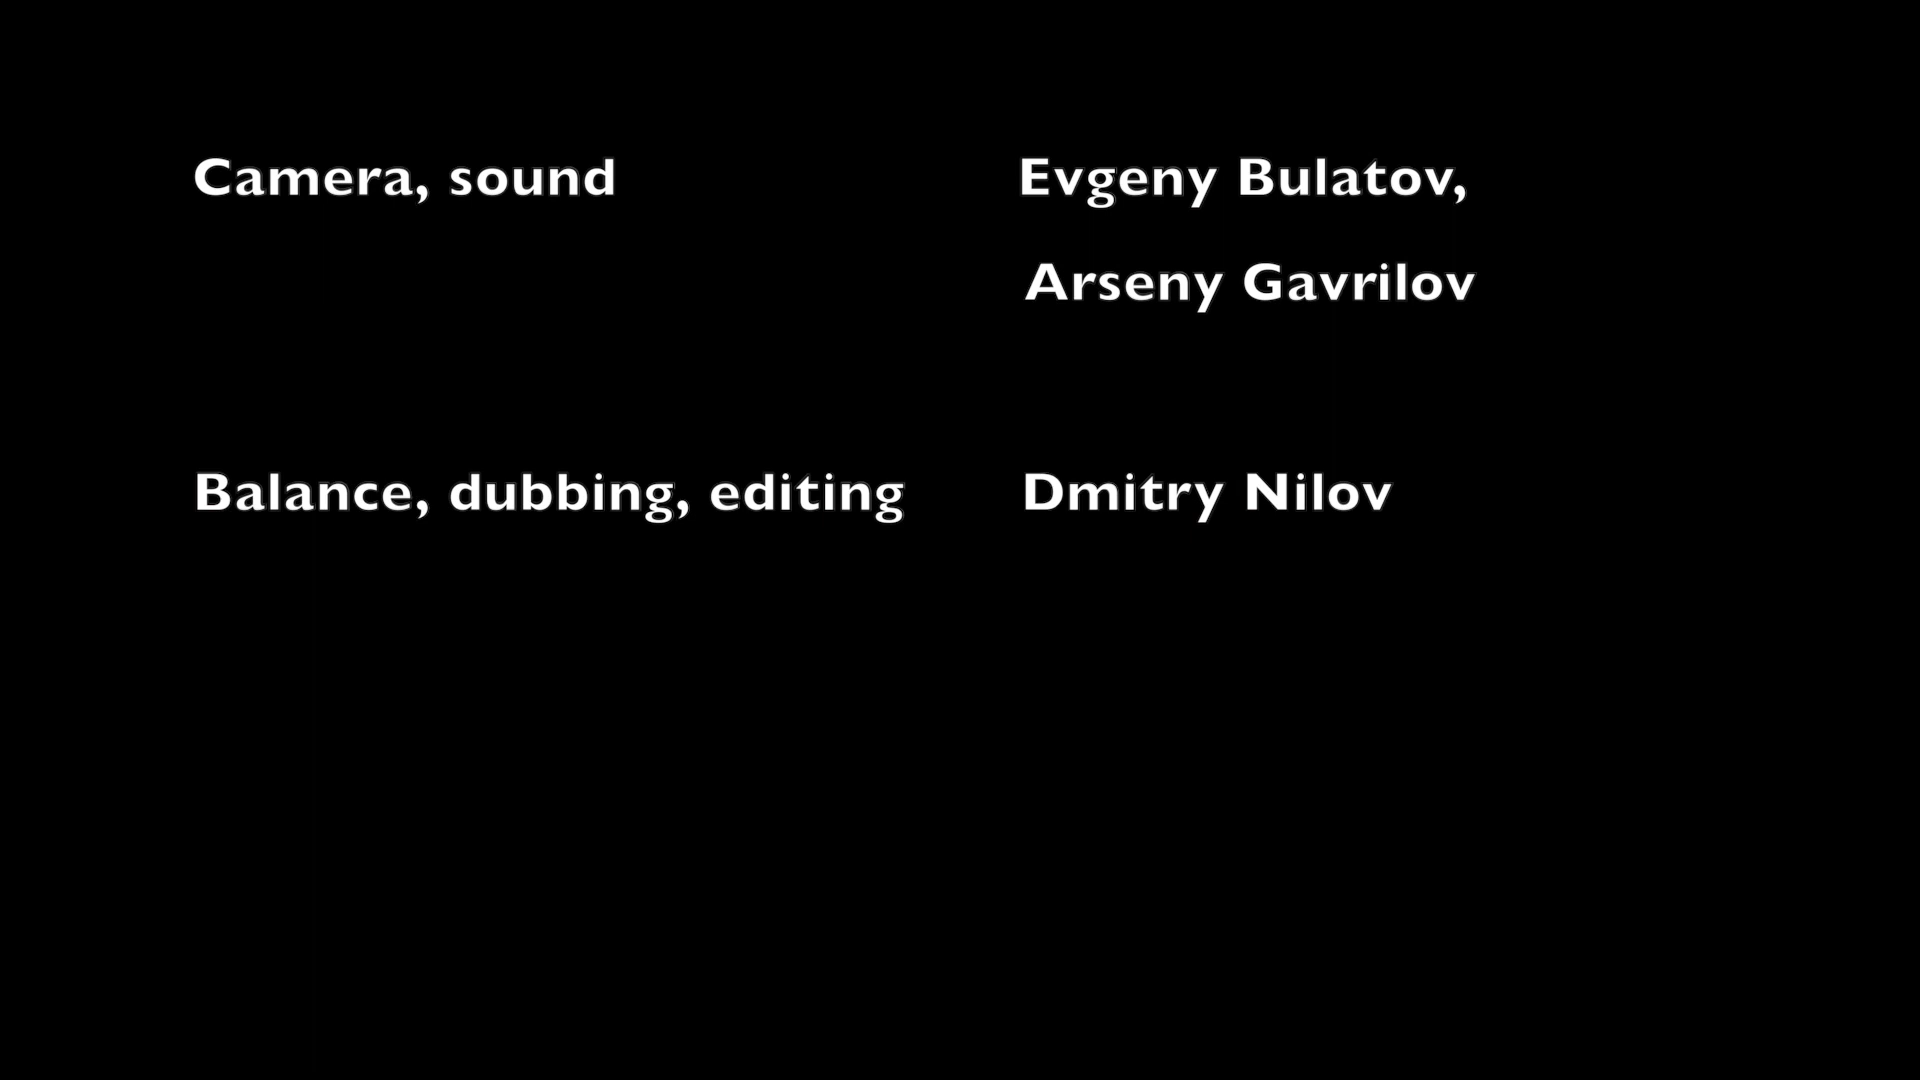 Camera, sound Evgeny Bulatov,
Arseny Gavrilov
Balance, dubbing, editing Dmitry Nilov